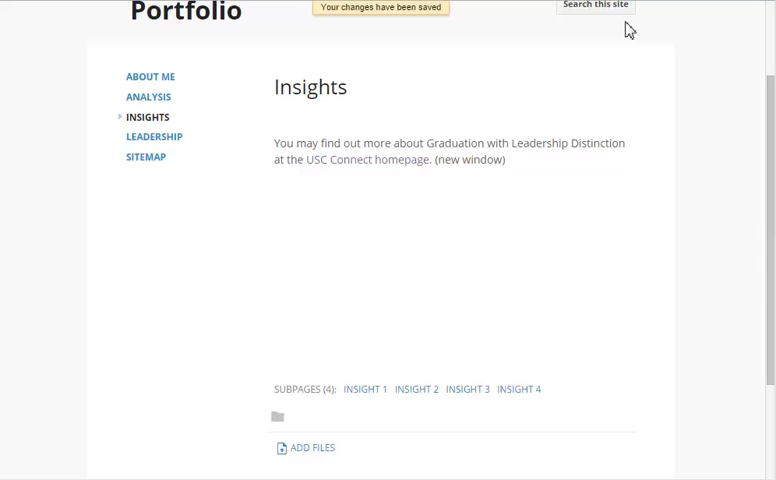 Portfolio
Your changes have been saved
Search this site
ABOUT ME
ANALYSIS
INSIGHTS
LEADERSHIP
SITEMAP
Insights
You may find out more about Graduation with Leadership Distinction
at the USC Connect homepage. (new window)
SUBPAGES (4): INSIGHT 1 INSIGHT 2 INSIGHT 3 INSIGHT 4
ADD FILES